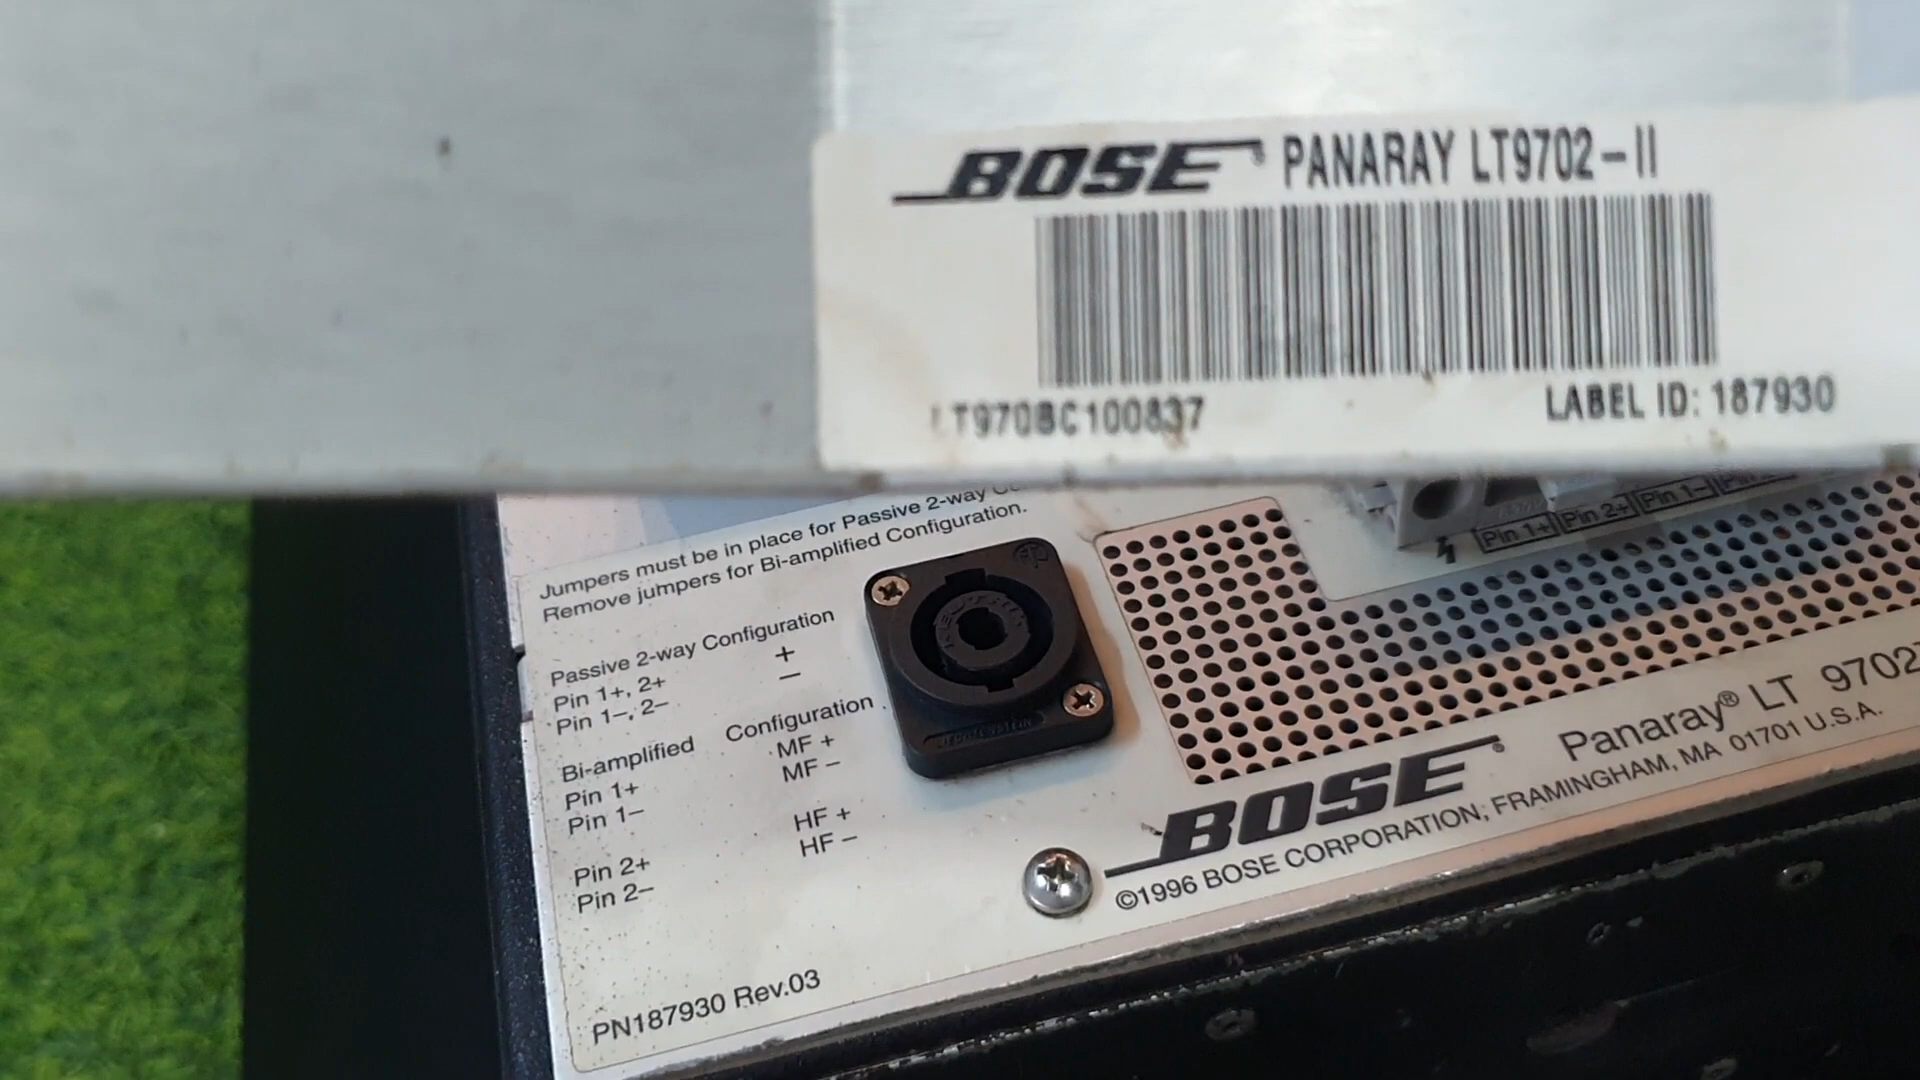 BOSE® PANARAY LT9702-II
LT970BC100837
LABEL ID: 187930
Jumpers must be in place for Passive 2-way
Remove jumpers for Bi-amplified Configuration.
Passive 2-way Configuration
Pin 1+, 2+ +
Pin 1–, 2– –
Bi-amplified Configuration
Pin 1+ MF +
Pin 1– MF –
Pin 2+ HF +
Pin 2– HF –
PN187930 Rev.03
Pin 1+ Pin 2+ Pin 1–
BOSE® Panaray® LT 9702
©1996 BOSE CORPORATION, FRAMINGHAM, MA 01701 U.S.A.